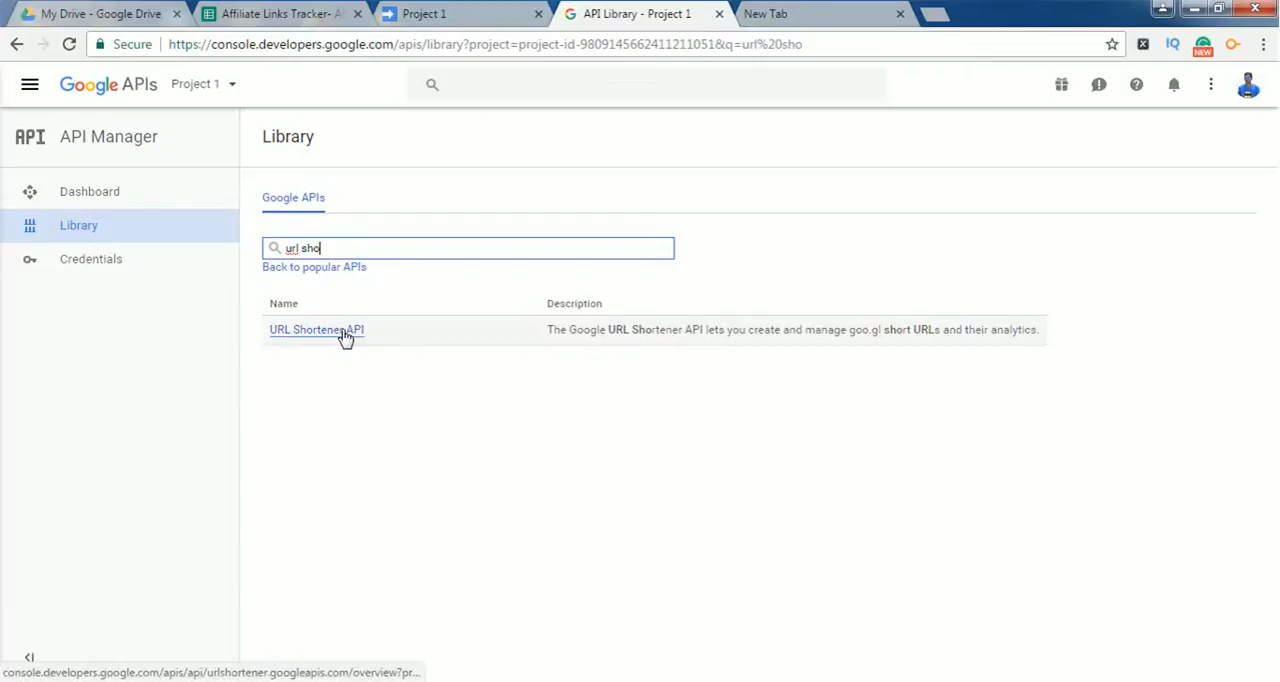 My Drive - Google Drive
Affiliate Links Tracker- A
Project 1
API Library - Project 1
New Tab
Secure
https://console.developers.google.com/apis/library?project=project-id-9809145662411211051&q=url%20sho
IQ
NEW
Google APIs
Project 1
API
API Manager
Library
Dashboard
Google APIs
Library
url sho
Credentials
Back to popular APIs
Name
Description
URL Shortener API
The Google URL Shortener API lets you create and manage goo.gl short URLs and their analytics.
console.developers.google.com/apis/api/urlshortener.googleapis.com/overview?pr...